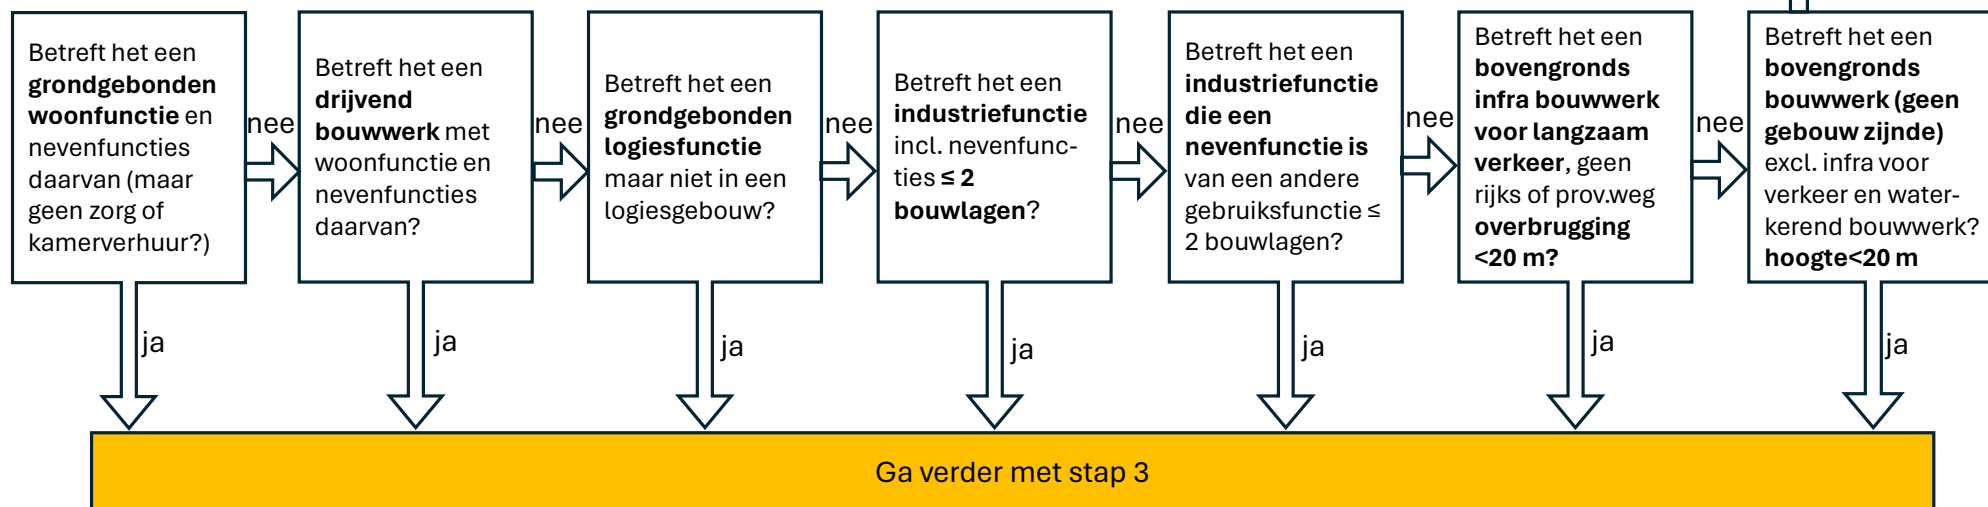 Betreft het een
grondgebonden
woonfunctie en
nevenfuncties
daarvan (maar
geen zorg of
kamerverhuur?)
nee
Betreft het een
drijvend
bouwwerk met
woonfunctie en
nevenfuncties
daarvan?
nee
Betreft het een
grondgebonden
logiesfunctie
maar niet in een
logiesgebouw?
nee
Betreft het een
industriefunctie
incl. nevenfunc-
ties ≤ 2
bouwlagen?
nee
Betreft het een
industriefunctie
die een
nevenfunctie is
van een andere
gebruiksfunctie ≤
2 bouwlagen?
nee
Betreft het een
bovengronds
infra bouwwerk
voor langzaam
verkeer, geen
rijks of prov.weg
overbrugging
<20 m?
nee
Betreft het een
bovengronds
bouwwerk (geen
gebouw zijnde)
excl. infra voor
verkeer en water-
kerend bouwwerk?
hoogte<20 m
ja
ja
ja
ja
ja
ja
ja
Ga verder met stap 3